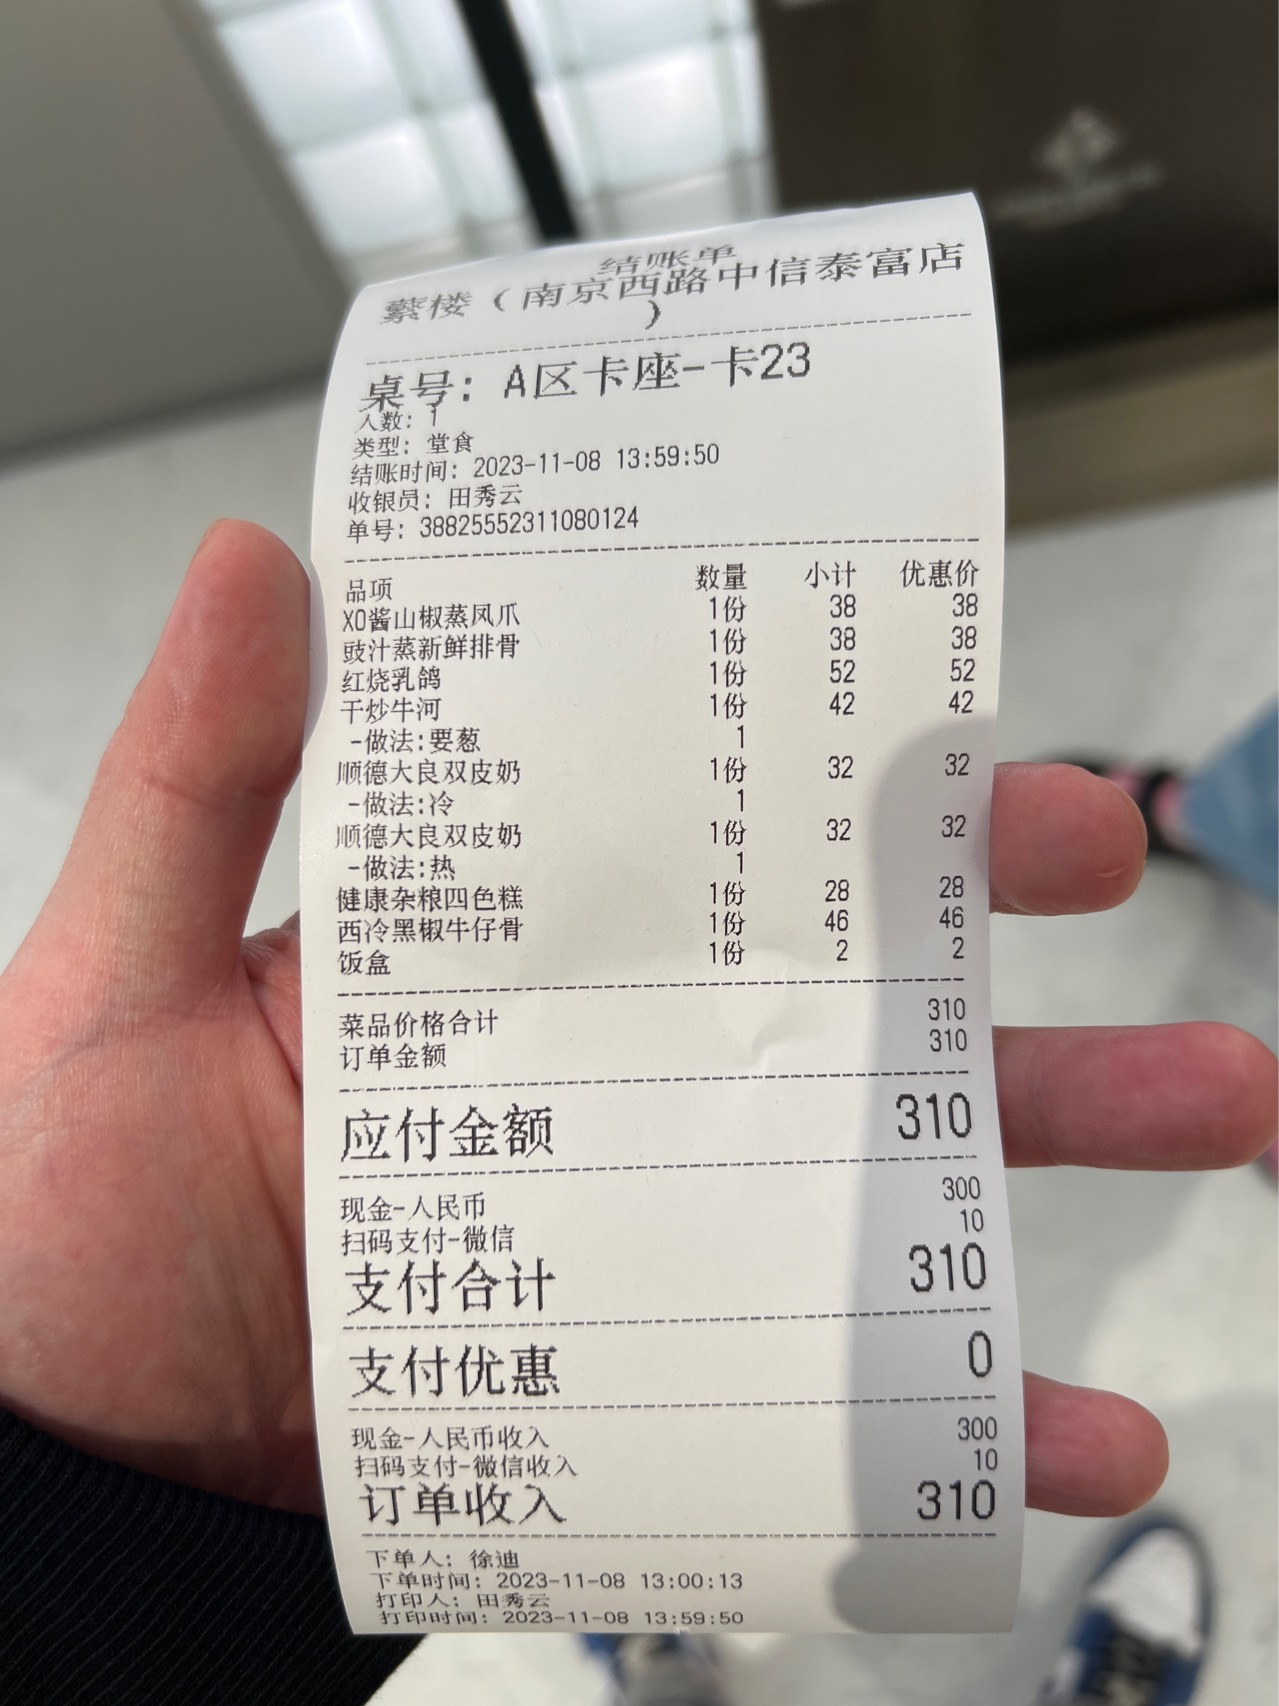 结账单
蘩楼（南京西路中信泰富店
）
桌号: A区卡座-卡23
人数: 1
类型: 堂食
结账时间: 2023-11-08 13:59:50
收银员: 田秀云
单号: 38825552311080124
品项 数量 小计 优惠价
XO酱山椒蒸凤爪 1份 38 38
豉汁蒸新鲜排骨 1份 38 38
红烧乳鸽 1份 52 52
干炒牛河 1份 42 42
-做法:要葱 1
顺德大良双皮奶 1份 32 32
-做法:冷 1
顺德大良双皮奶 1份 32 32
-做法:热 1
健康杂粮四色糕 1份 28 28
西冷黑椒牛仔骨 1份 46 46
饭盒 1份 2 2
菜品价格合计 310
订单金额 310
应付金额 310
现金-人民币 300
扫码支付-微信 10
支付合计 310
支付优惠 0
现金-人民币收入 300
扫码支付-微信收入 10
订单收入 310
下单人: 徐迪
下单时间: 2023-11-08 13:00:13
打印人: 田秀云
打印时间: 2023-11-08 13:59:50